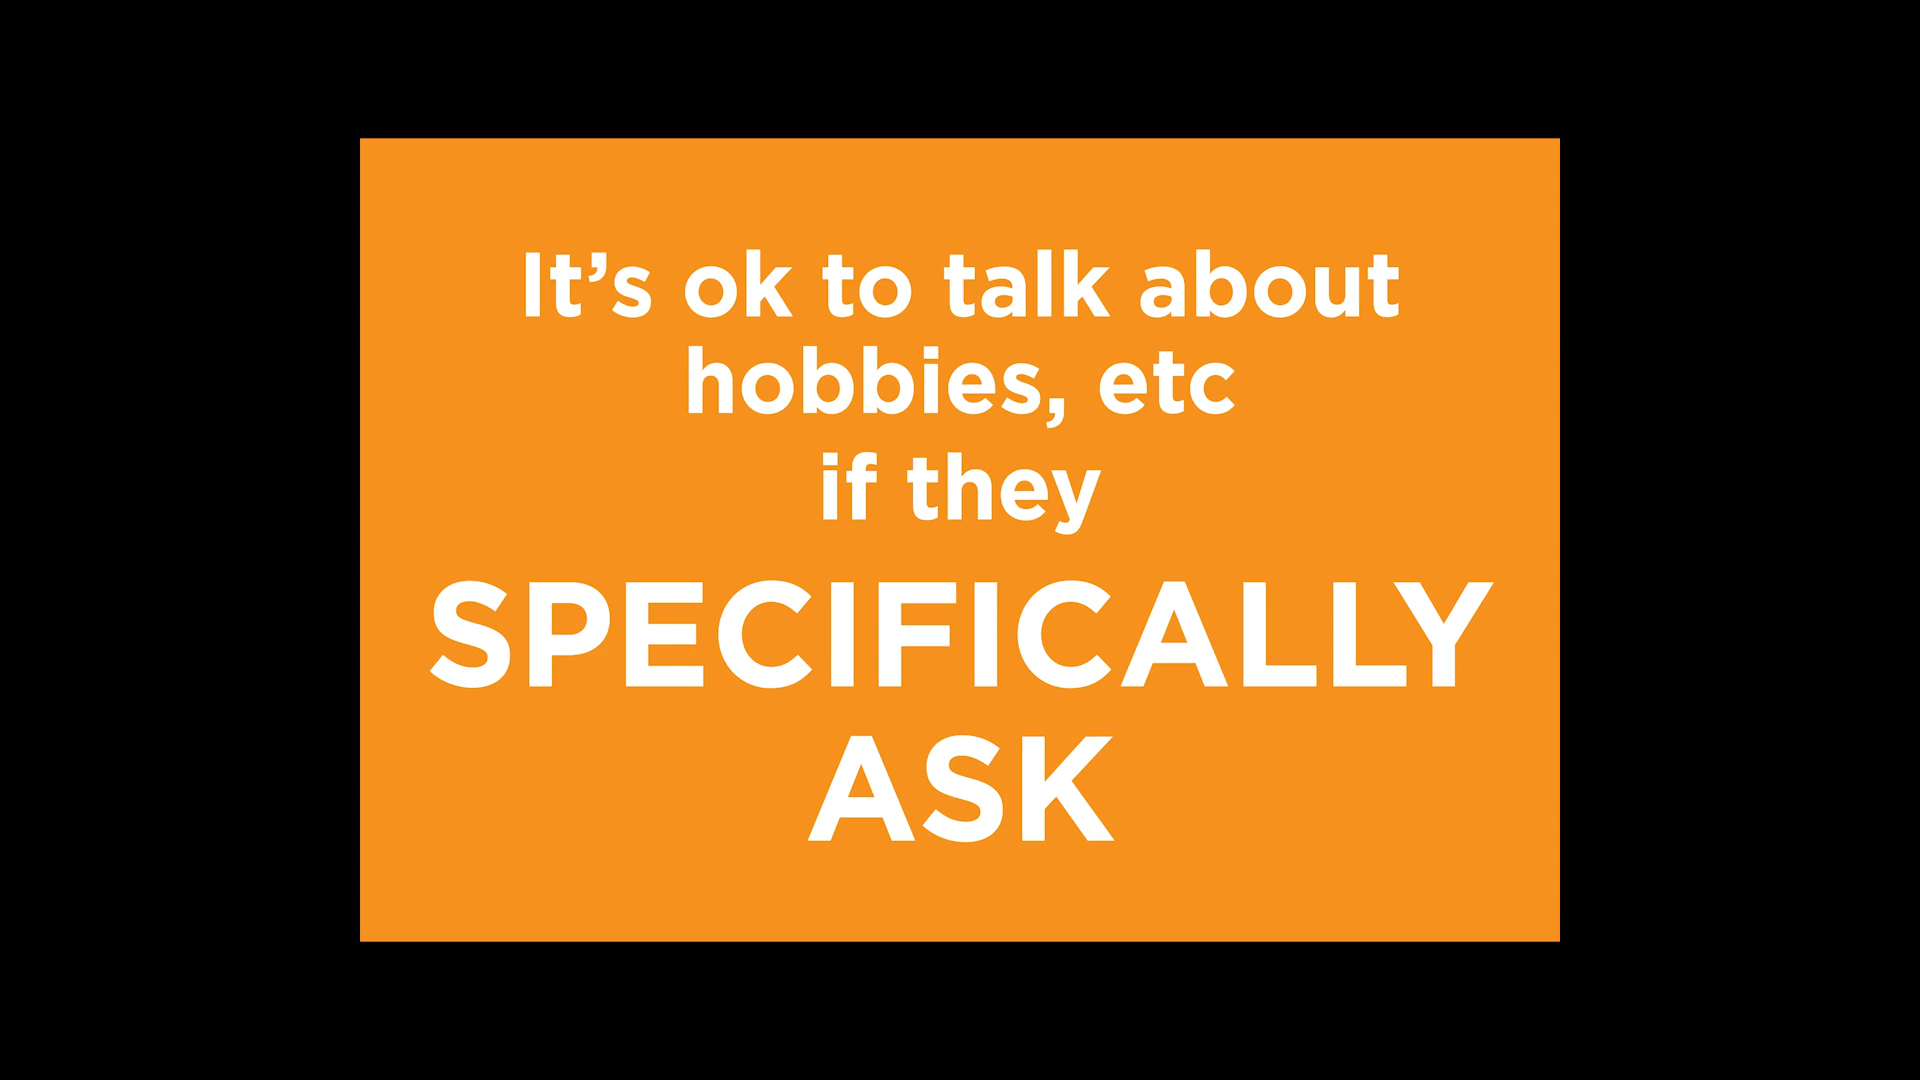 It’s ok to talk about
hobbies, etc
if they
SPECIFICALLY
ASK